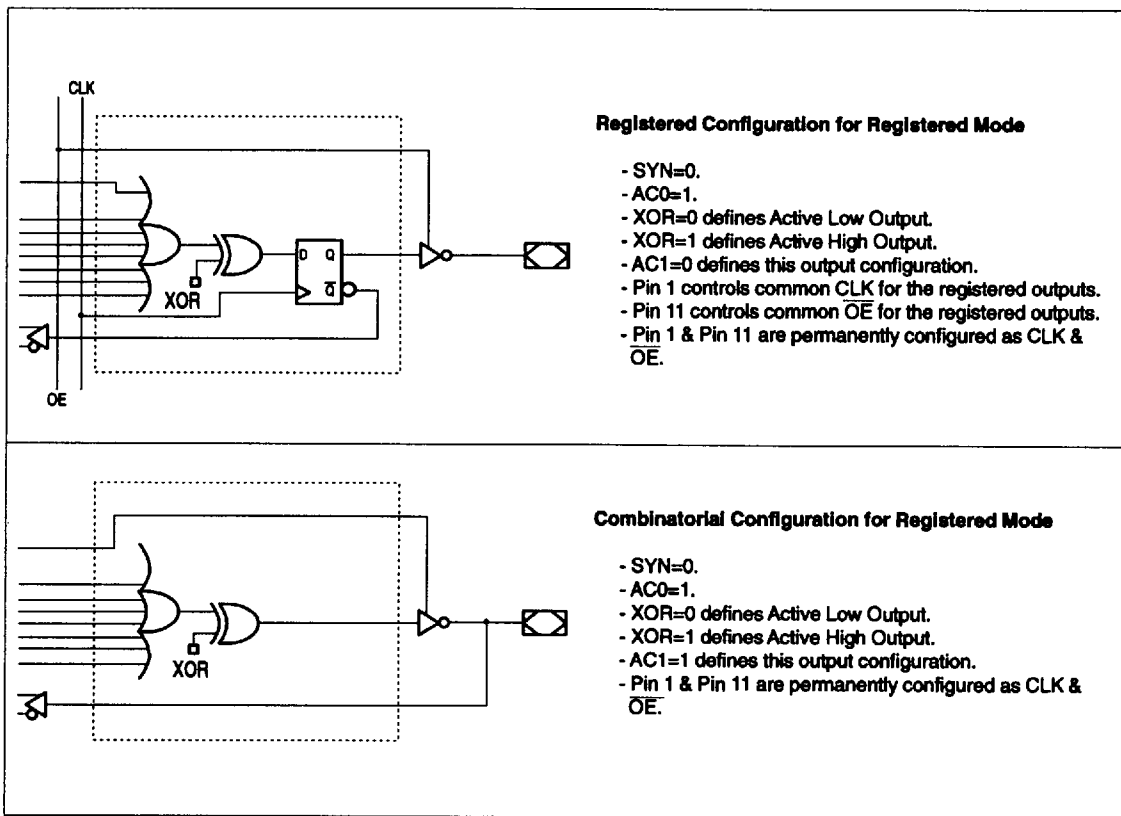 CLK
D Q
Q̅
XOR
OE
Registered Configuration for Registered Mode
- SYN=0.
- AC0=1.
- XOR=0 defines Active Low Output.
- XOR=1 defines Active High Output.
- AC1=0 defines this output configuration.
- Pin 1 controls common CLK for the registered outputs.
- Pin 11 controls common O̅E̅ for the registered outputs.
- Pin 1 & Pin 11 are permanently configured as CLK &
O̅E̅.
XOR
Combinatorial Configuration for Registered Mode
- SYN=0.
- AC0=1.
- XOR=0 defines Active Low Output.
- XOR=1 defines Active High Output.
- AC1=1 defines this output configuration.
- Pin 1 & Pin 11 are permanently configured as CLK &
O̅E̅.